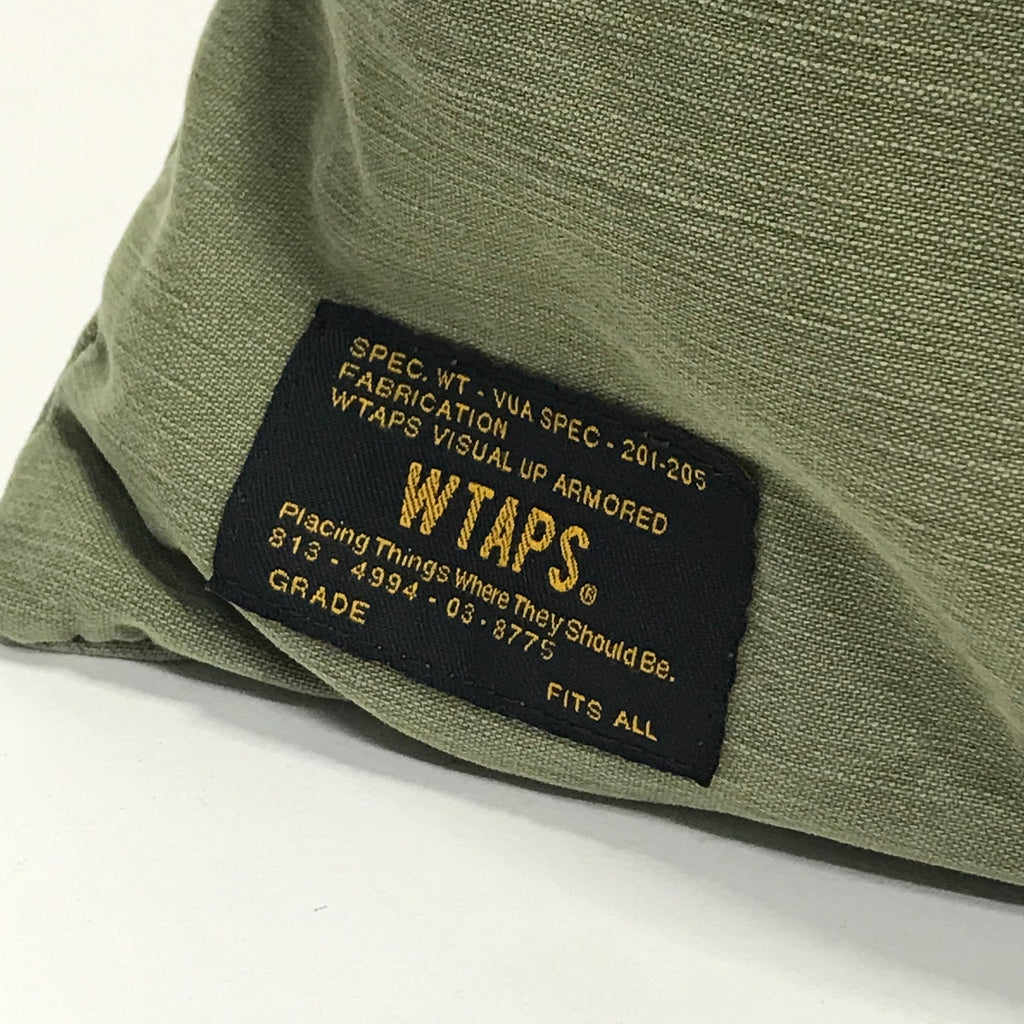 SPEC. WT - VUA SPEC - 201-205
FABRICATION
WTAPS VISUAL UP ARMORED
WTAPS®
Placing Things Where They Should Be.
813 - 4994 - 03 - 8775
GRADE
FITS ALL